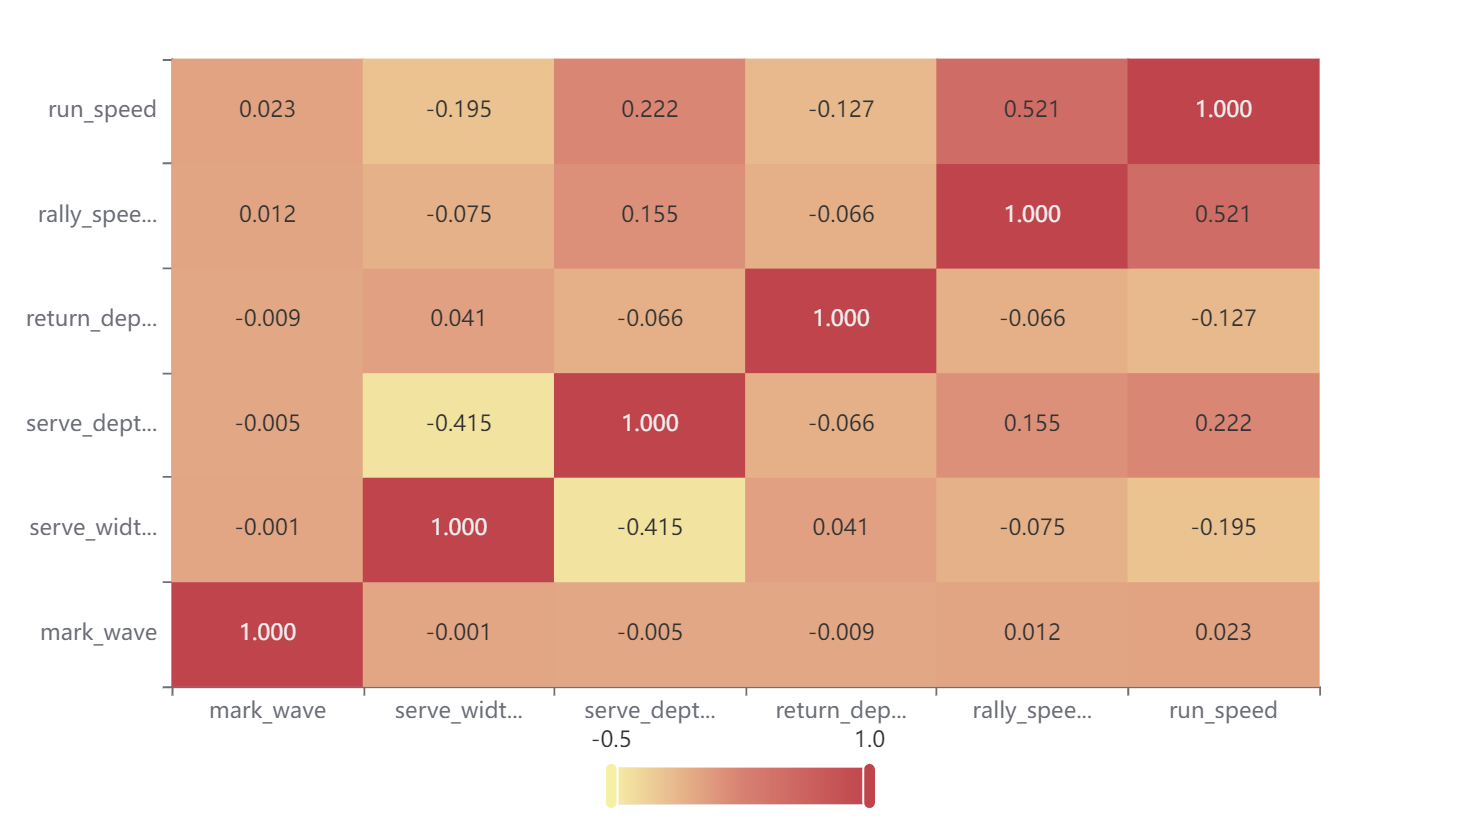 run_speed 0.023 -0.195 0.222 -0.127 0.521 1.000
rally_spee... 0.012 -0.075 0.155 -0.066 1.000 0.521
return_dep... -0.009 0.041 -0.066 1.000 -0.066 -0.127
serve_dept... -0.005 -0.415 1.000 -0.066 0.155 0.222
serve_widt... -0.001 1.000 -0.415 0.041 -0.075 -0.195
mark_wave 1.000 -0.001 -0.005 -0.009 0.012 0.023
mark_wave serve_widt... serve_dept... return_dep... rally_spee... run_speed
-0.5 1.0